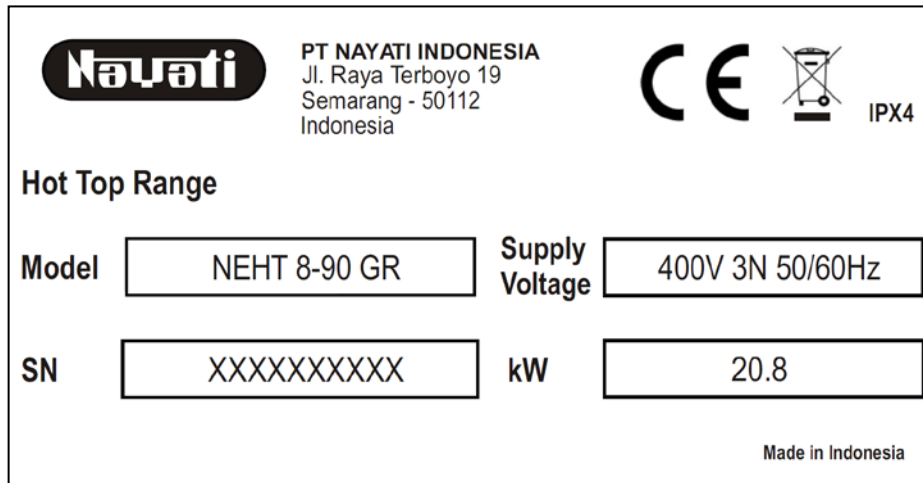 Nayati
PT NAYATI INDONESIA
Jl. Raya Terboyo 19
Semarang - 50112
Indonesia
CE
IPX4
Hot Top Range
Model
NEHT 8-90 GR
Supply
Voltage
400V 3N 50/60Hz
SN
XXXXXXXXXX
kW
20.8
Made in Indonesia